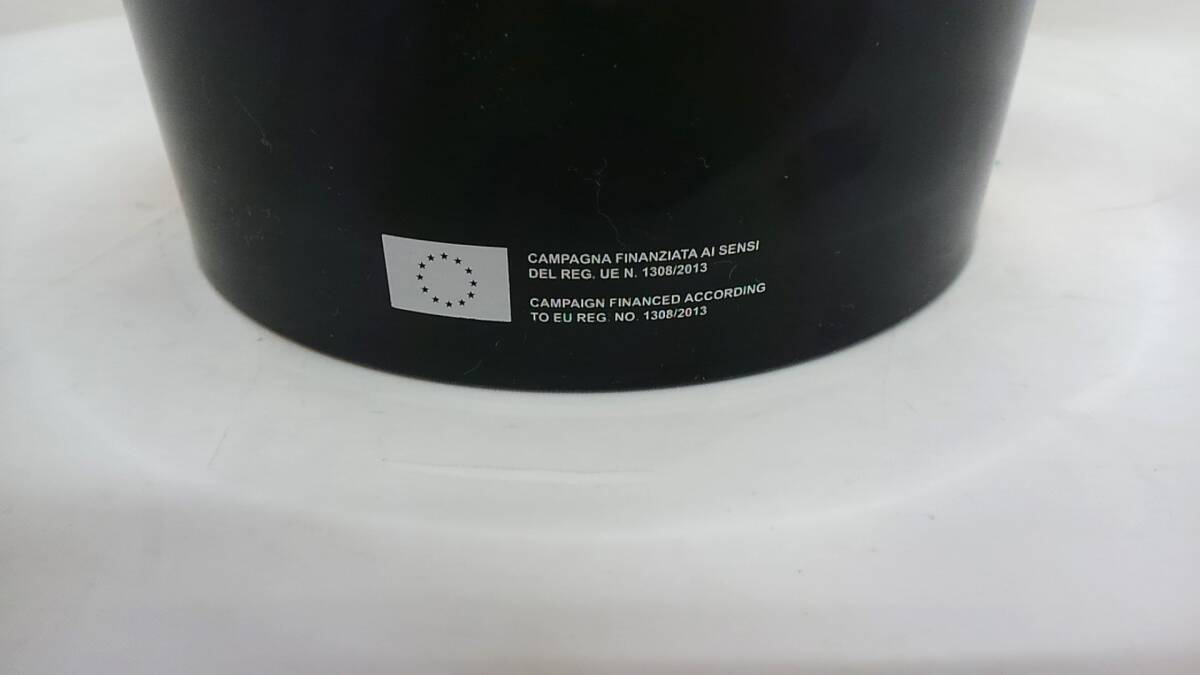 CAMPAGNA FINANZIATA AI SENSI
DEL REG. UE N. 1308/2013
CAMPAIGN FINANCED ACCORDING
TO EU REG. NO. 1308/2013